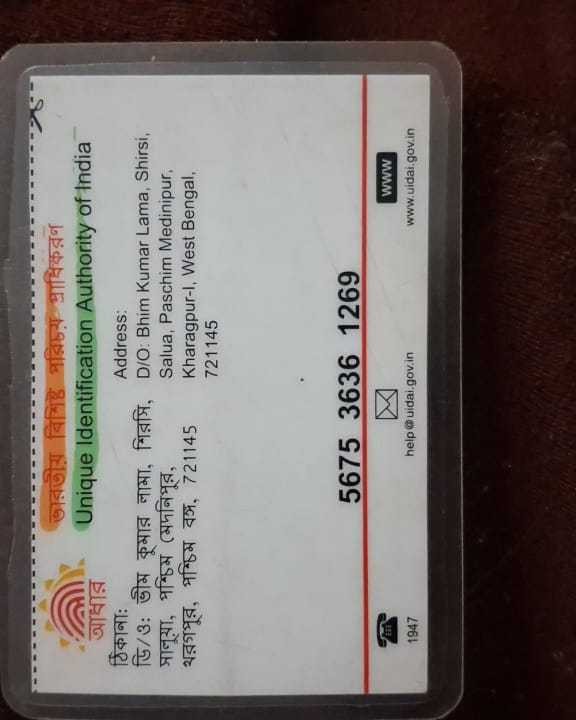 ভারতীয় বিশিষ্ট পরিচয় প্রাধিকরণ
Unique Identification Authority of India
আধার
ঠিকানা:
ডি/ও: ভীম কুমার লামা, শিরসি,
সালুয়া, পশ্চিম মেদিনীপুর,
খরগপুর, পশ্চিম বঙ্গ, 721145
Address:
D/O: Bhim Kumar Lama, Shirsi,
Salua, Paschim Medinipur,
Kharagpur-I, West Bengal,
721145
5675 3636 1269
1947
help@uidai.gov.in
WWW
www.uidai.gov.in